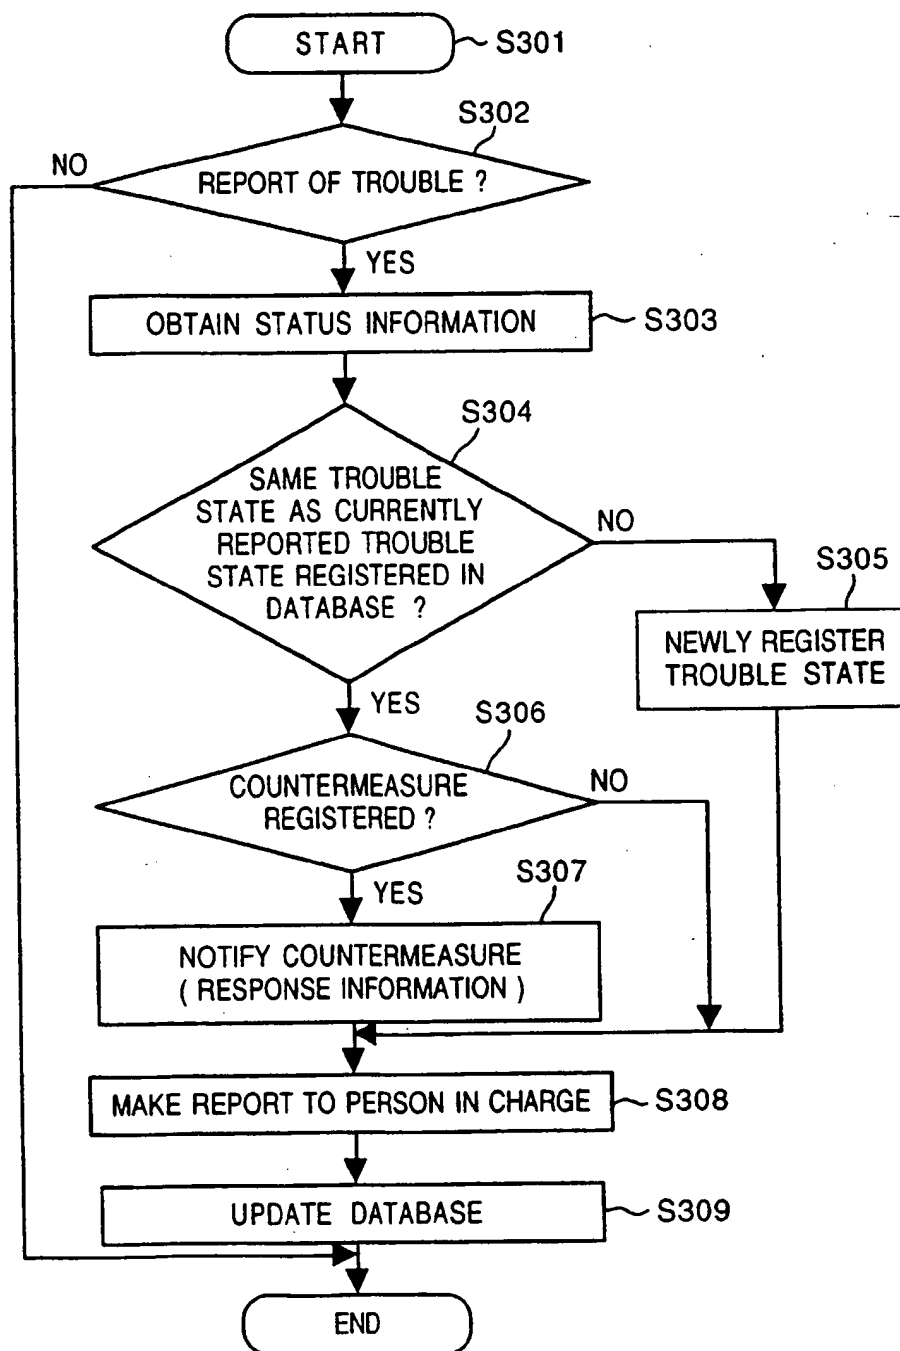 START
S301
S302
NO
REPORT OF TROUBLE ?
YES
OBTAIN STATUS INFORMATION
S303
S304
SAME TROUBLE
STATE AS CURRENTLY
REPORTED TROUBLE
STATE REGISTERED IN
DATABASE ?
NO
S305
NEWLY REGISTER
TROUBLE STATE
YES
S306
COUNTERMEASURE
REGISTERED ?
NO
YES
S307
NOTIFY COUNTERMEASURE
( RESPONSE INFORMATION )
MAKE REPORT TO PERSON IN CHARGE
S308
UPDATE DATABASE
S309
END